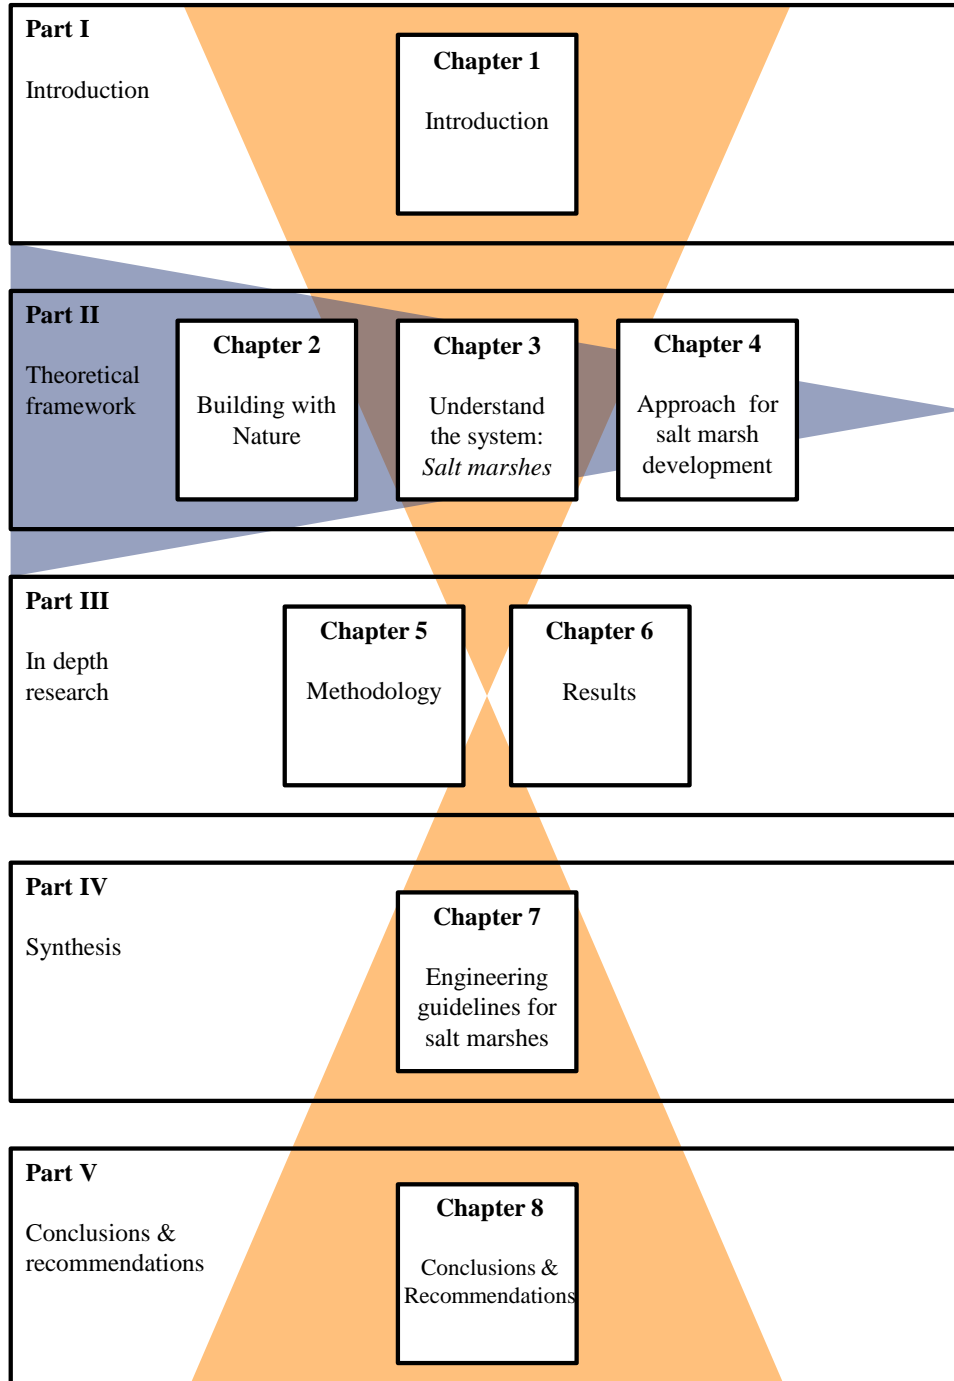 Part I
Introduction
Chapter 1
Introduction
Part II
Theoretical
framework
Chapter 2
Building with
Nature
Chapter 3
Understand
the system:
Salt marshes
Chapter 4
Approach for
salt marsh
development
Part III
In depth
research
Chapter 5
Methodology
Chapter 6
Results
Part IV
Synthesis
Chapter 7
Engineering
guidelines for
salt marshes
Part V
Conclusions &
recommendations
Chapter 8
Conclusions &
Recommendations